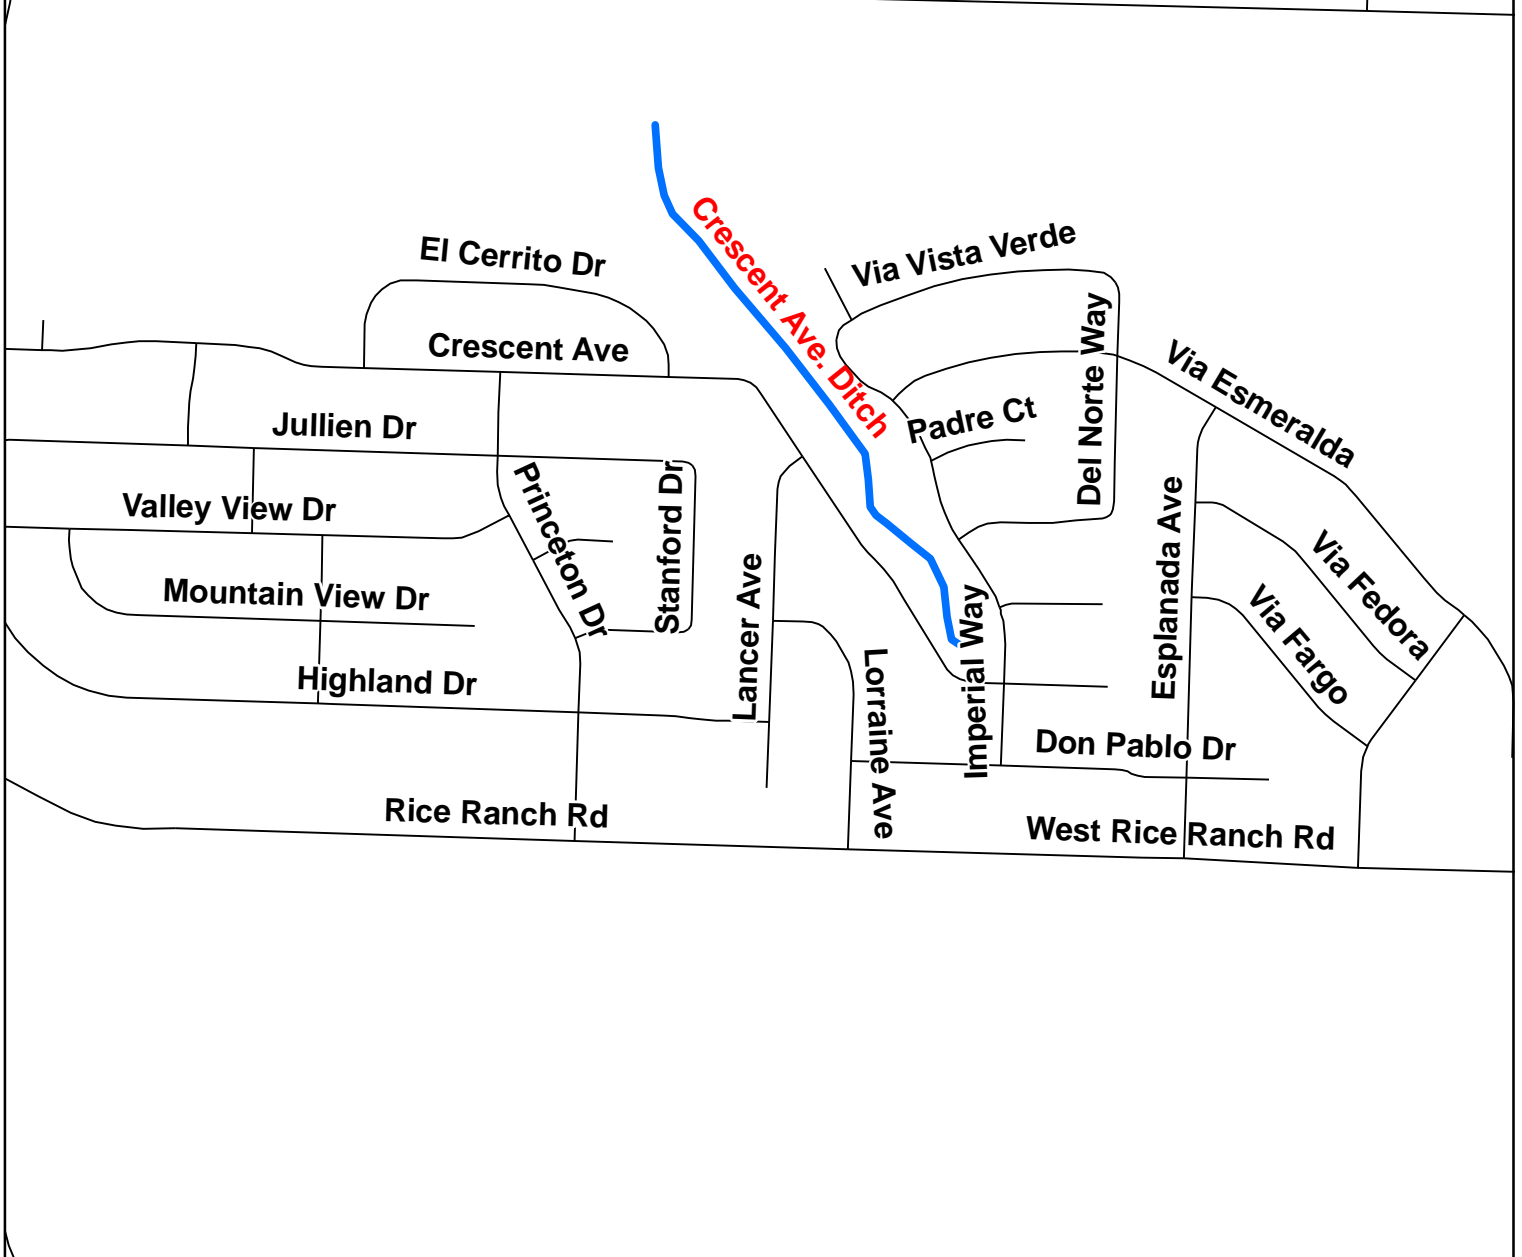 Crescent Ave. Ditch
Via Vista Verde
El Cerrito Dr
Crescent Ave
Del Norte Way
Via Esmeralda
Jullien Dr
Padre Ct
Valley View Dr
Princeton Dr
Stanford Dr
Esplanada Ave
Via Fedora
Mountain View Dr
Lancer Ave
Imperial Way
Via Fargo
Highland Dr
Lorraine Ave
Don Pablo Dr
Rice Ranch Rd
West Rice Ranch Rd